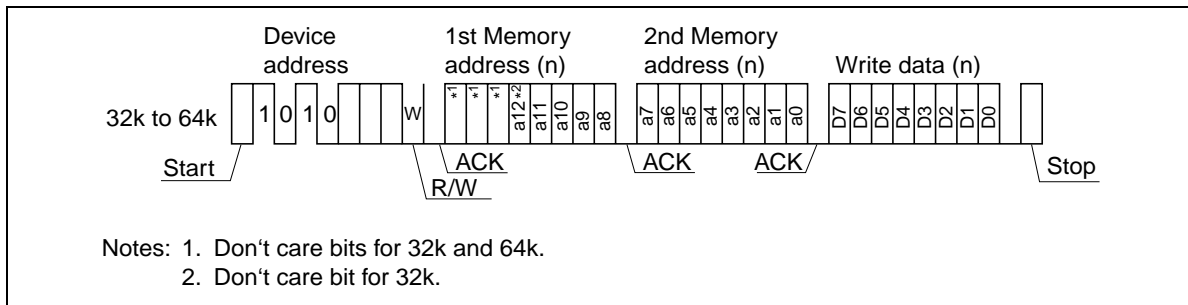 Device address
1st Memory address (n)
2nd Memory address (n)
Write data (n)
32k to 64k
1 0 1 0 W *1 *1 *1 a12*2 a11 a10 a9 a8 a7 a6 a5 a4 a3 a2 a1 a0 D7 D6 D5 D4 D3 D2 D1 D0
Start
R/W
ACK
ACK
ACK
Stop
Notes: 1. Don't care bits for 32k and 64k.
2. Don't care bit for 32k.